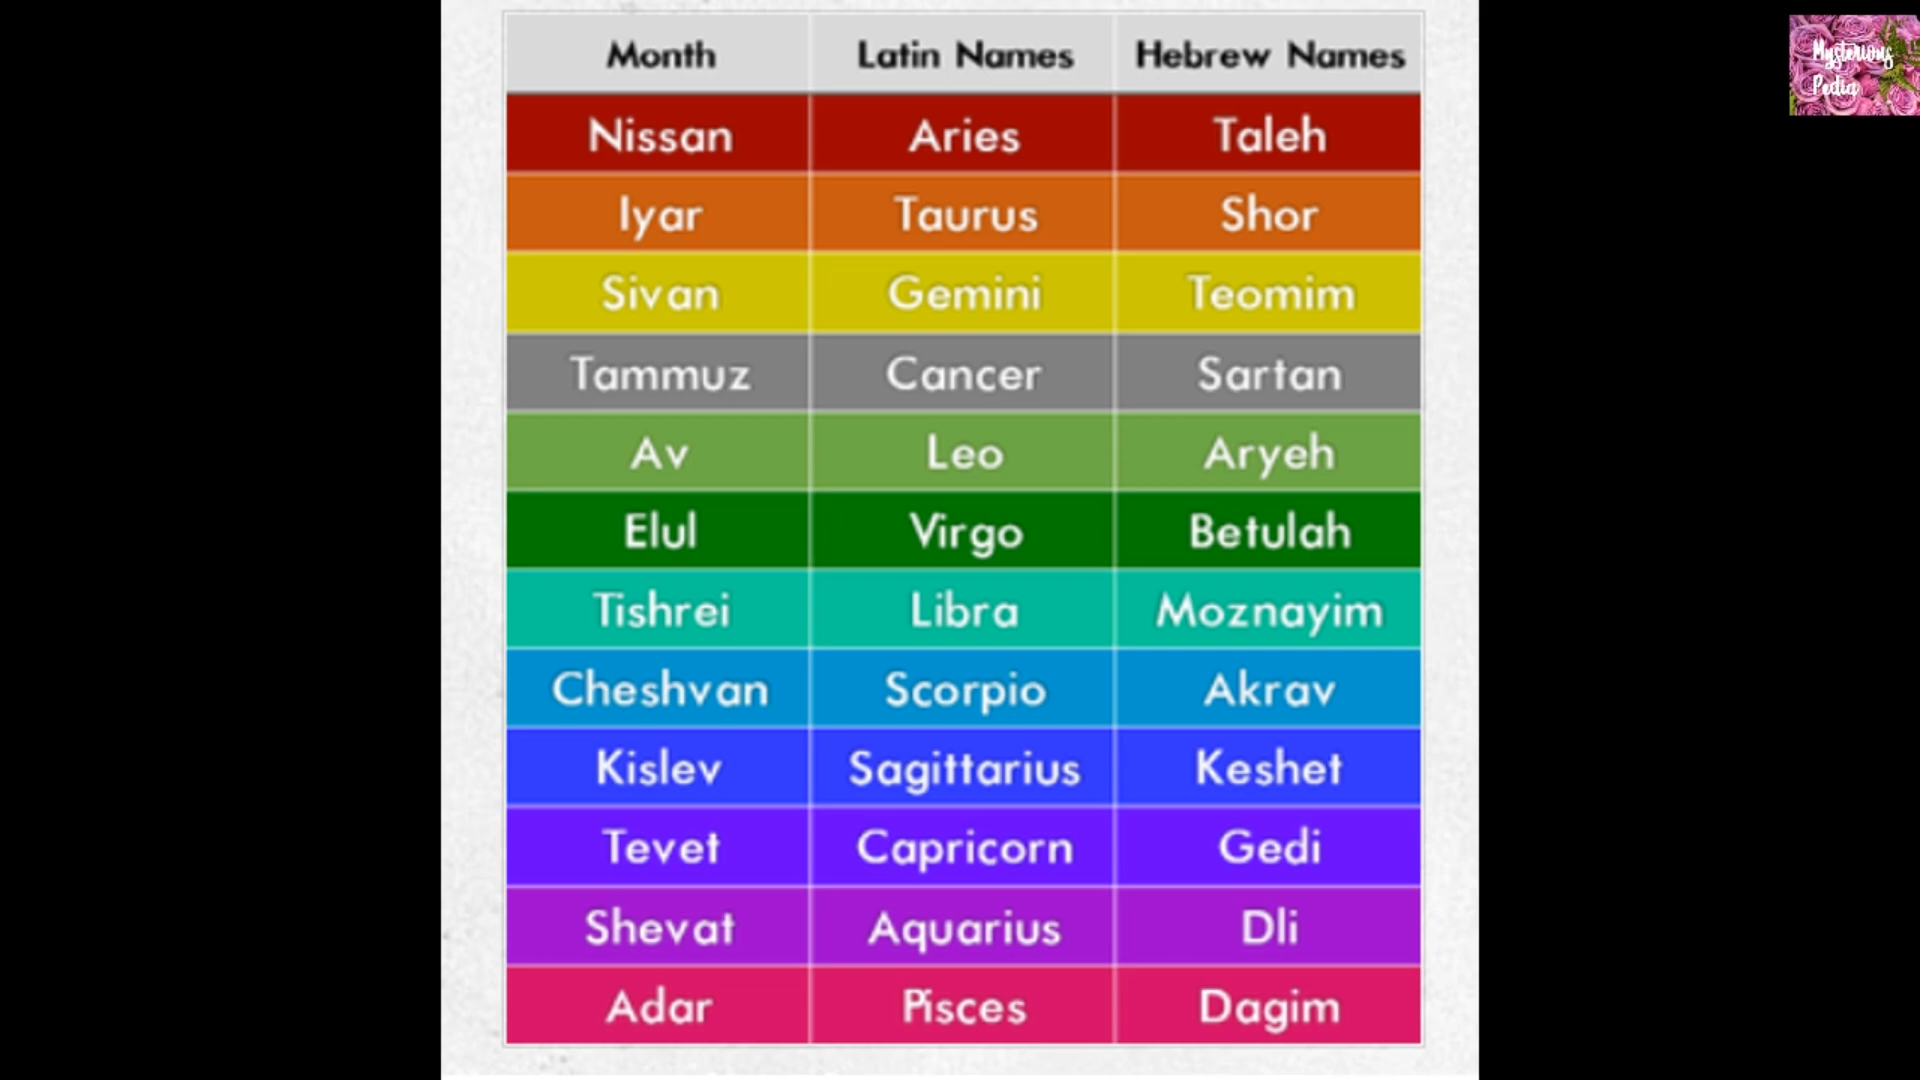 Month Latin Names Hebrew Names
Nissan Aries Taleh
Iyar Taurus Shor
Sivan Gemini Teomim
Tammuz Cancer Sartan
Av Leo Aryeh
Elul Virgo Betulah
Tishrei Libra Moznayim
Cheshvan Scorpio Akrav
Kislev Sagittarius Keshet
Tevet Capricorn Gedi
Shevat Aquarius Dli
Adar Pisces Dagim
Mysterious
Pedia